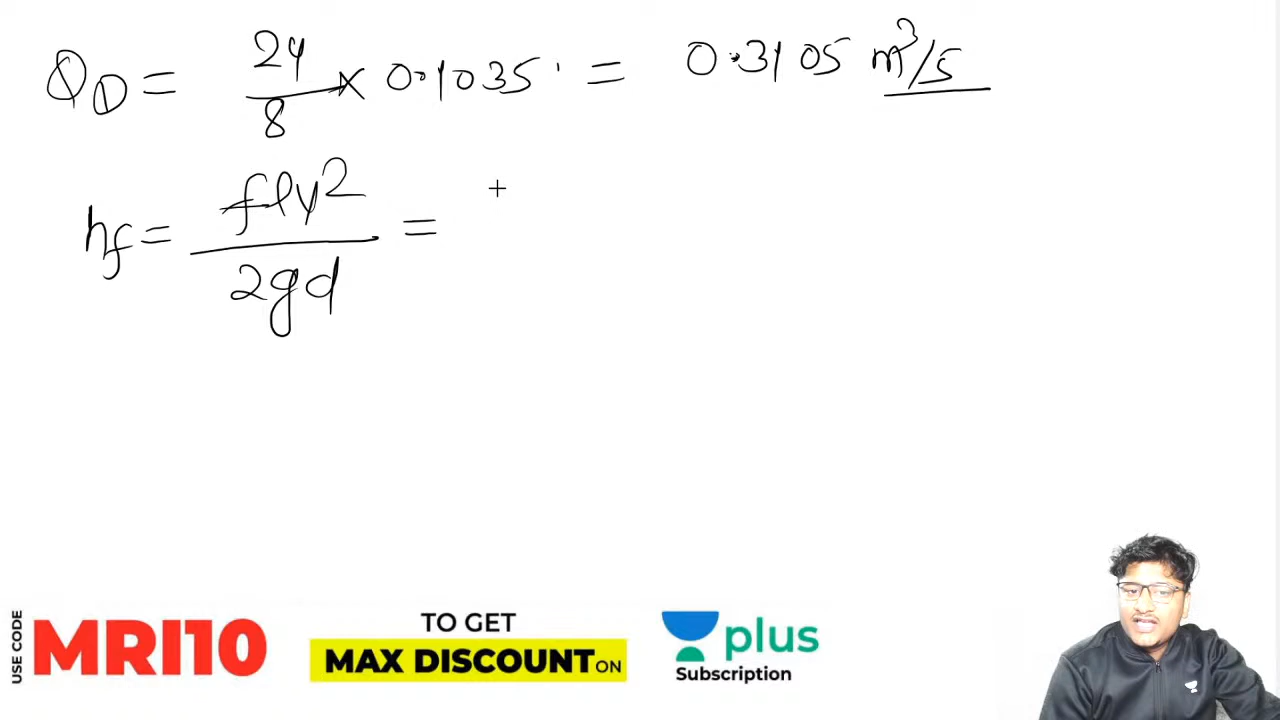 Q_D = 24/8 × 0.1035 = 0.3105 m³/s
hf = flv²/2gd =
USE CODE
MRI10
TO GET
MAX DISCOUNT ON
plus
Subscription